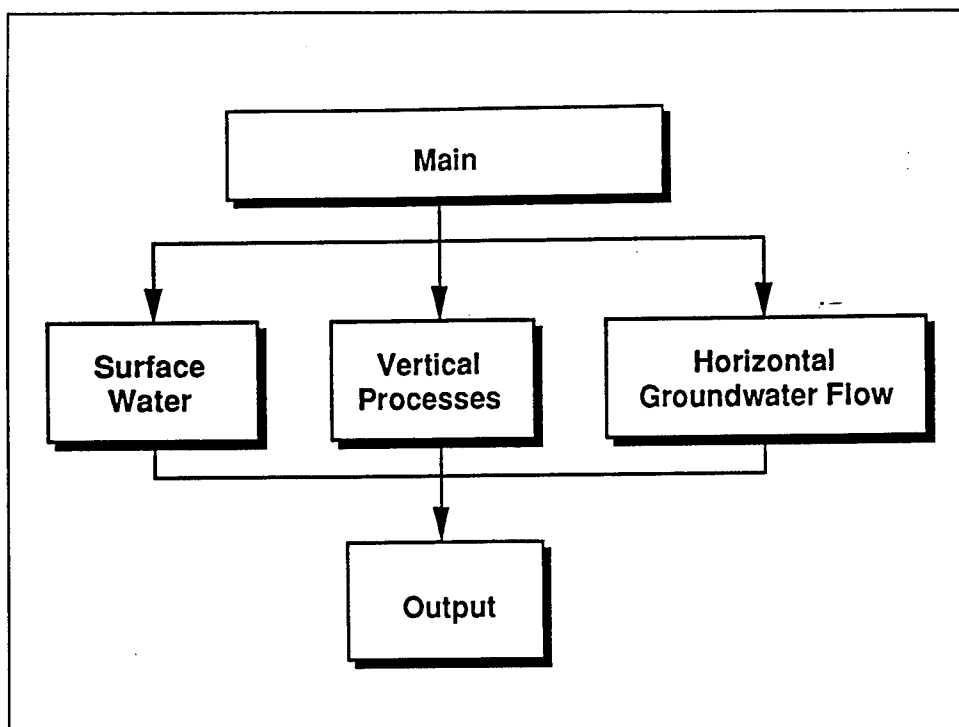 Main
Surface
Water
Vertical
Processes
Horizontal
Groundwater Flow
Output